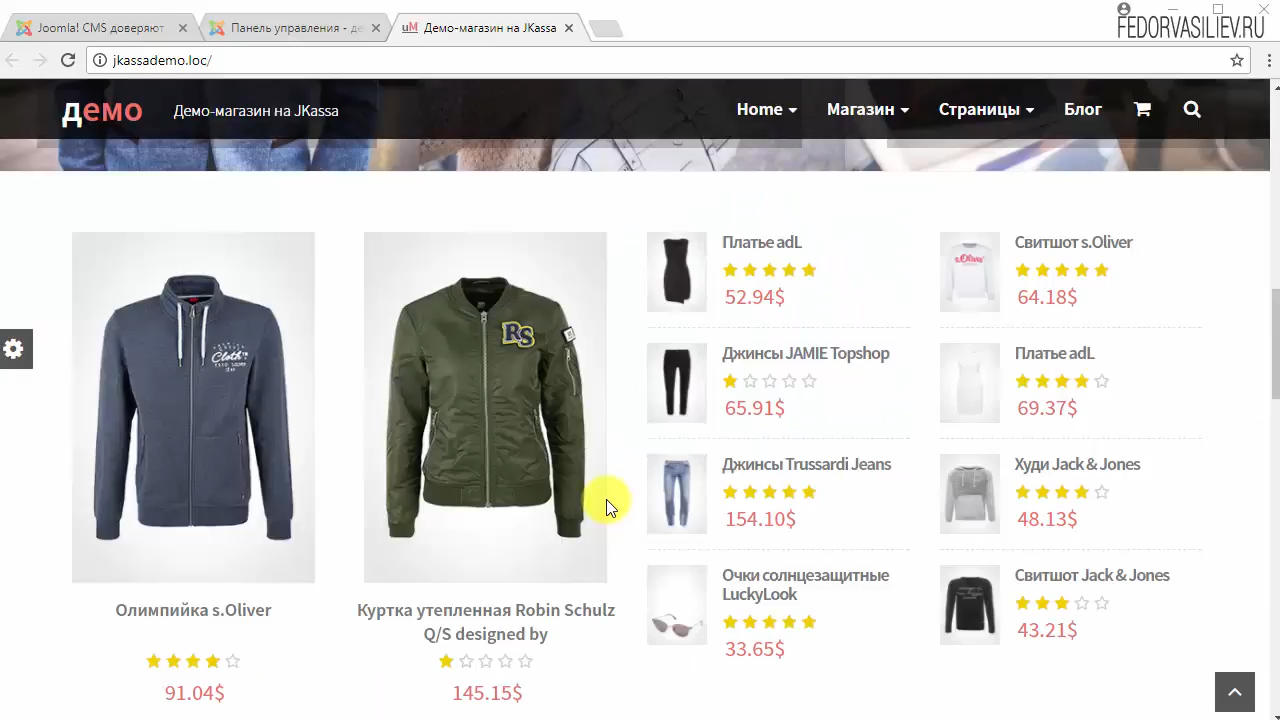 Joomla! CMS доверяют
Панель управления - де
uM Демо-магазин на JKassa
FEDORVASILIEV.RU
jkassademo.loc/
демо
Демо-магазин на JKassa
Home
Магазин
Страницы
Блог
Олимпийка s.Oliver
91.04$
RS
Куртка утепленная Robin Schulz
Q/S designed by
145.15$
Платье adL
52.94$
Джинсы JAMIE Topshop
65.91$
Джинсы Trussardi Jeans
154.10$
Очки солнцезащитные
LuckyLook
33.65$
s.Oliver
Свитшот s.Oliver
64.18$
Платье adL
69.37$
Худи Jack & Jones
48.13$
Свитшот Jack & Jones
43.21$